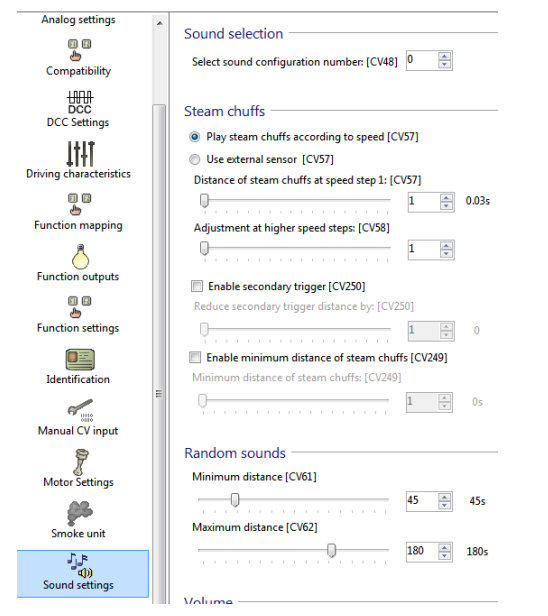 Analog settings
Compatibility
DCC
DCC Settings
Driving characteristics
Function mapping
Function outputs
Function settings
Identification
Manual CV input
Motor Settings
Smoke unit
Sound settings
Sound selection
Select sound configuration number: [CV48] 0
Steam chuffs
Play steam chuffs according to speed [CV57]
Use external sensor [CV57]
Distance of steam chuffs at speed step 1: [CV57]
1 0.03s
Adjustment at higher speed steps: [CV58]
1
Enable secondary trigger [CV250]
Reduce secondary trigger distance by: [CV250]
1 0
Enable minimum distance of steam chuffs [CV249]
Minimum distance of steam chuffs: [CV249]
1 0s
Random sounds
Minimum distance [CV61]
45 45s
Maximum distance [CV62]
180 180s
Volume